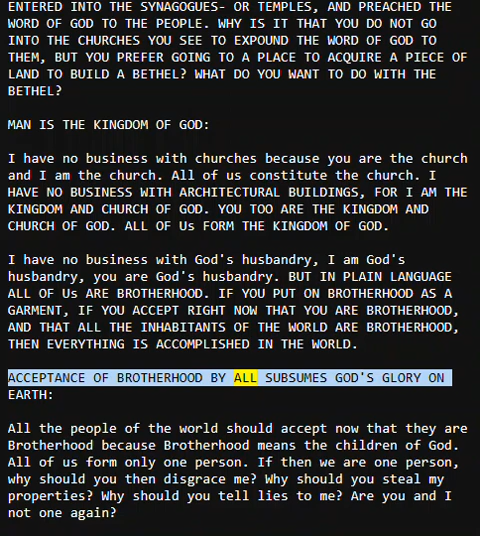 ENTERED INTO THE SYNAGOGUES- OR TEMPLES, AND PREACHED THE
WORD OF GOD TO THE PEOPLE. WHY IS IT THAT YOU DO NOT GO
INTO THE CHURCHES YOU SEE TO EXPOUND THE WORD OF GOD TO
THEM, BUT YOU PREFER GOING TO A PLACE TO ACQUIRE A PIECE OF
LAND TO BUILD A BETHEL? WHAT DO YOU WANT TO DO WITH THE
BETHEL?
MAN IS THE KINGDOM OF GOD:
I have no business with churches because you are the church
and I am the church. All of us constitute the church. I
HAVE NO BUSINESS WITH ARCHITECTURAL BUILDINGS, FOR I AM THE
KINGDOM AND CHURCH OF GOD. YOU TOO ARE THE KINGDOM AND
CHURCH OF GOD. ALL OF Us FORM THE KINGDOM OF GOD.
I have no business with God's husbandry, I am God's
husbandry, you are God's husbandry. BUT IN PLAIN LANGUAGE
ALL OF Us ARE BROTHERHOOD. IF YOU PUT ON BROTHERHOOD AS A
GARMENT, IF YOU ACCEPT RIGHT NOW THAT YOU ARE BROTHERHOOD,
AND THAT ALL THE INHABITANTS OF THE WORLD ARE BROTHERHOOD,
THEN EVERYTHING IS ACCOMPLISHED IN THE WORLD.
ACCEPTANCE OF BROTHERHOOD BY ALL SUBSUMES GOD'S GLORY ON
EARTH:
All the people of the world should accept now that they are
Brotherhood because Brotherhood means the children of God.
All of us form only one person. If then we are one person,
why should you then disgrace me? Why should you steal my
properties? Why should you tell lies to me? Are you and I
not one again?